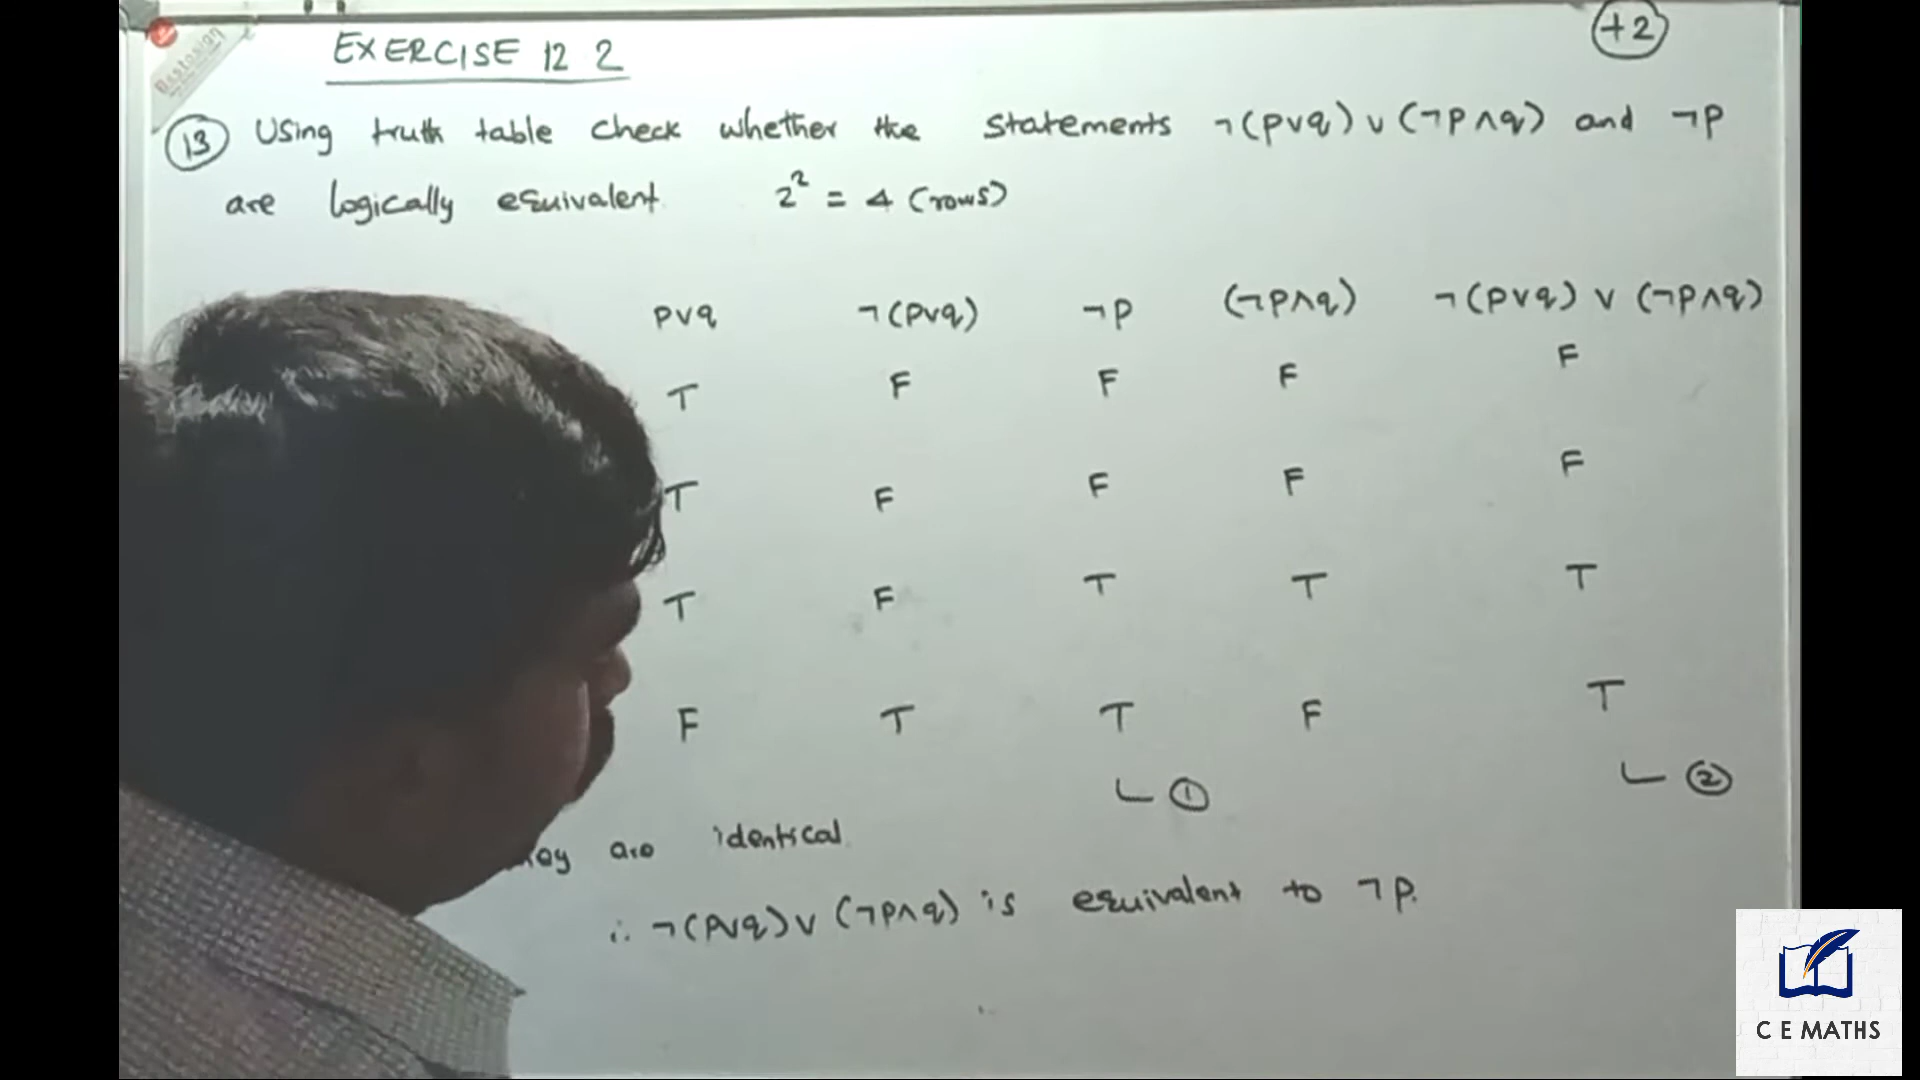 +2
EXERCISE 12 2
13 Using truth table check whether the statements ¬(p∨q) ∨ (¬p∧q) and ¬p
are logically equivalent 2² = 4 (rows)
p∨q ¬(p∨q) ¬p (¬p∧q) ¬(p∨q) ∨ (¬p∧q)
T F F F F
T F F F F
T F T T T
F T T F T
① ②
are identical
∴ ¬(p∨q) ∨ (¬p∧q) is equivalent to ¬p.
C E MATHS